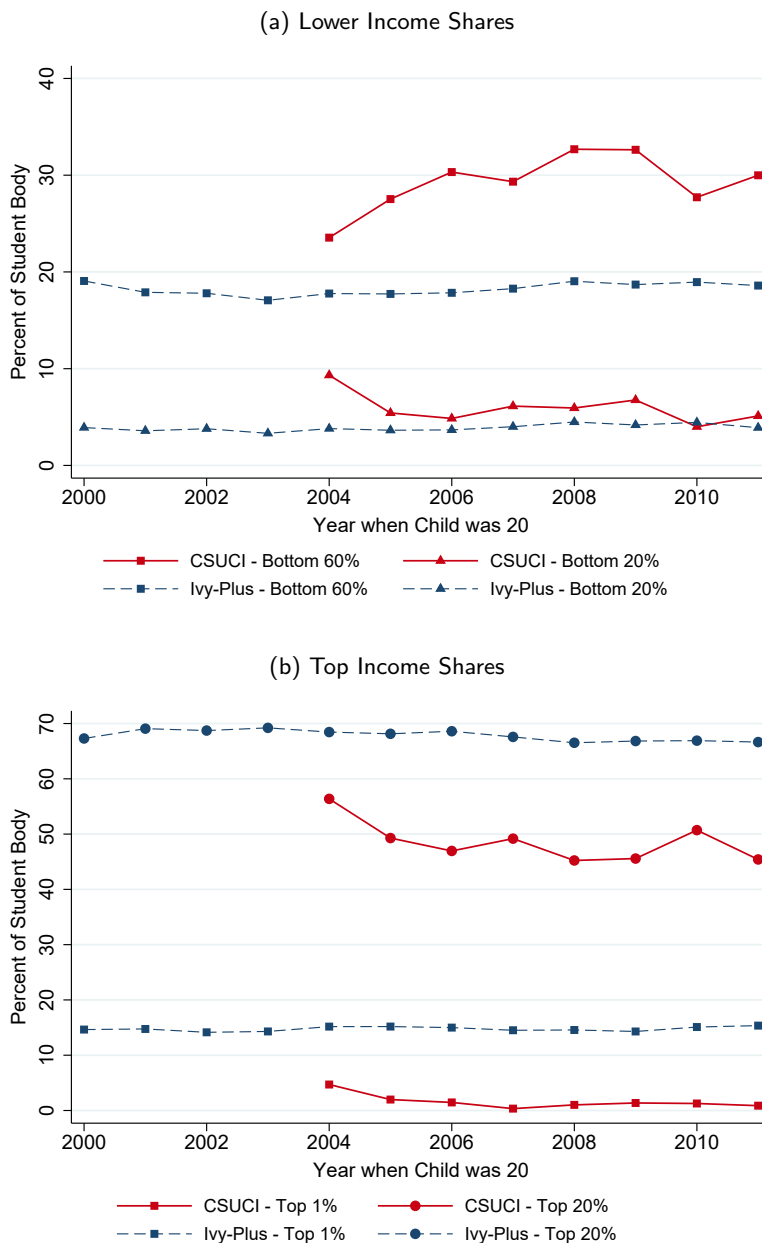 (a) Lower Income Shares
40
30
20
10
0
Percent of Student Body
2000 2002 2004 2006 2008 2010
Year when Child was 20
CSUCI - Bottom 60% CSUCI - Bottom 20%
Ivy-Plus - Bottom 60% Ivy-Plus - Bottom 20%
(b) Top Income Shares
70
60
50
40
30
20
10
0
Percent of Student Body
2000 2002 2004 2006 2008 2010
Year when Child was 20
CSUCI - Top 1% CSUCI - Top 20%
Ivy-Plus - Top 1% Ivy-Plus - Top 20%